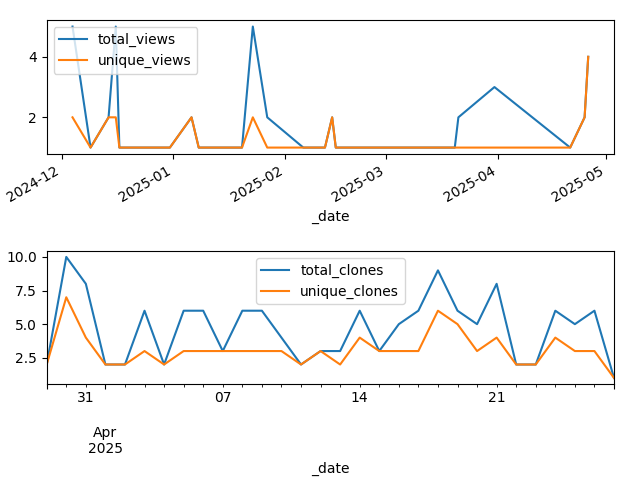 total_views
unique_views
4
2
2024-12
2025-01
2025-02
2025-03
2025-04
2025-05
_date
total_clones
unique_clones
10.0
7.5
5.0
2.5
31
07
14
21
Apr
2025
_date